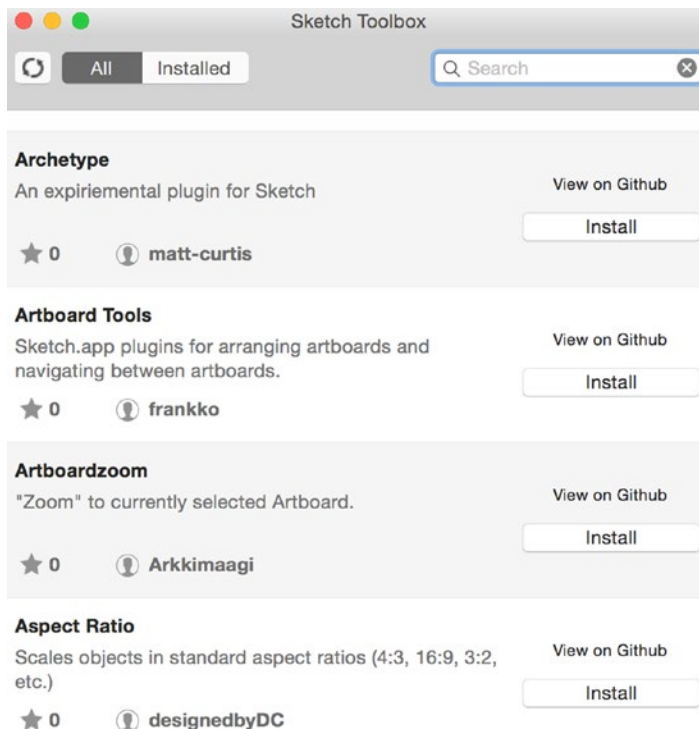 Sketch Toolbox
All Installed Search
Archetype
An expiriemental plugin for Sketch
View on Github
Install
0 matt-curtis
Artboard Tools
Sketch.app plugins for arranging artboards and
navigating between artboards.
View on Github
Install
0 frankko
Artboardzoom
"Zoom" to currently selected Artboard.
View on Github
Install
0 Arkkimaagi
Aspect Ratio
Scales objects in standard aspect ratios (4:3, 16:9, 3:2,
etc.)
View on Github
Install
0 designedbyDC